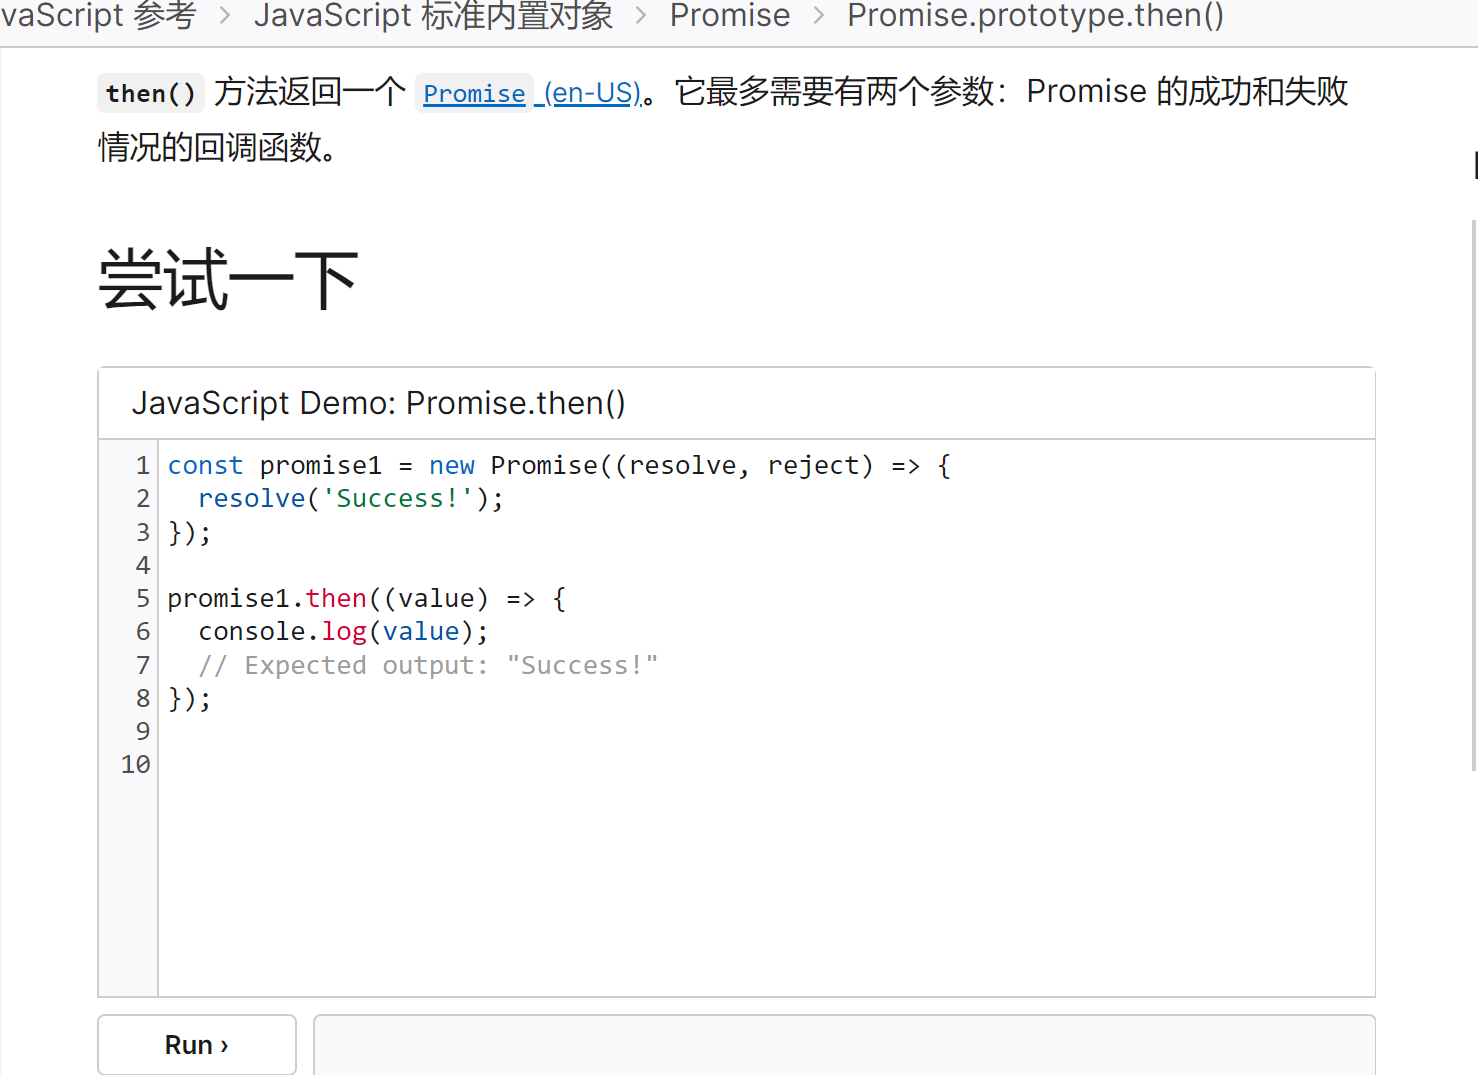 vaScript 参考 > JavaScript 标准内置对象 > Promise > Promise.prototype.then()
then() 方法返回一个 Promise (en-US)。它最多需要有两个参数：Promise 的成功和失败
情况的回调函数。
尝试一下
JavaScript Demo: Promise.then()
1 const promise1 = new Promise((resolve, reject) => {
2   resolve('Success!');
3 });
4
5 promise1.then((value) => {
6   console.log(value);
7   // Expected output: "Success!"
8 });
9
10
Run ›